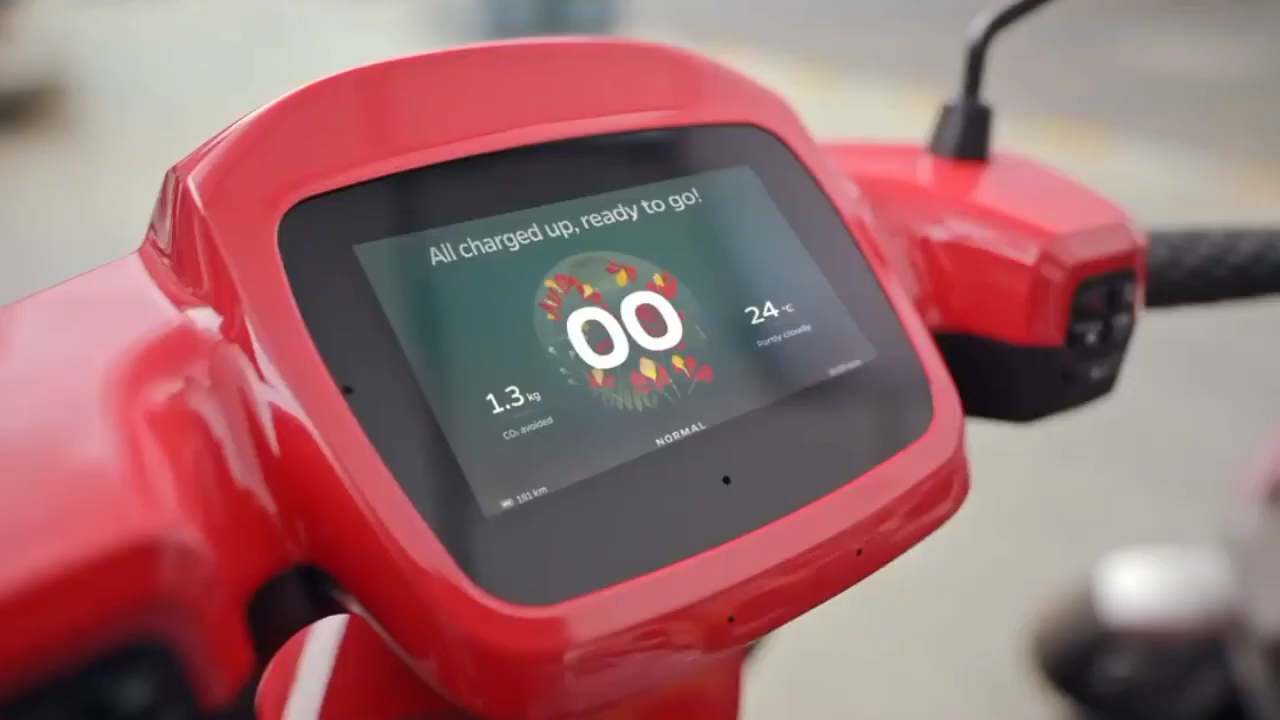 All charged up, ready to go!
00
24 °C
Partly cloudy
1.3 kg
CO₂ avoided
NORMAL
181 km